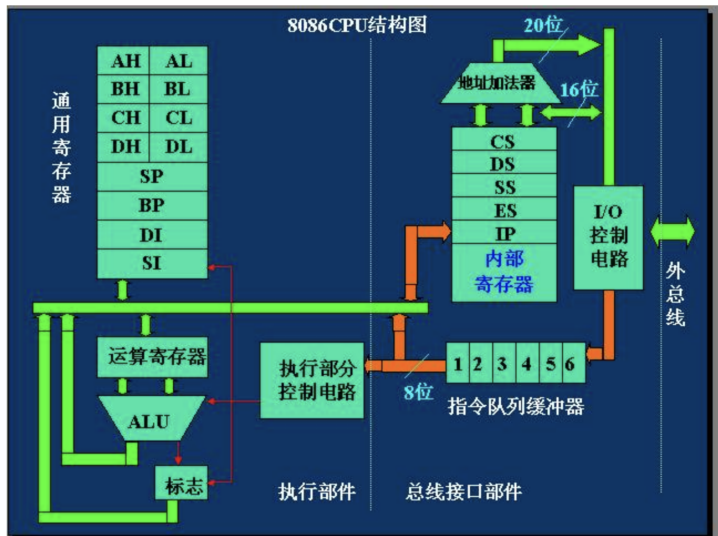 8086CPU结构图
通用寄存器
AH AL
BH BL
CH CL
DH DL
SP
BP
DI
SI
运算寄存器
ALU
标志
执行部分
控制电路
执行部件
20位
地址加法器
16位
CS
DS
SS
ES
IP
内部
寄存器
I/O
控制
电路
外总线
1 2 3 4 5 6
8位
指令队列缓冲器
总线接口部件